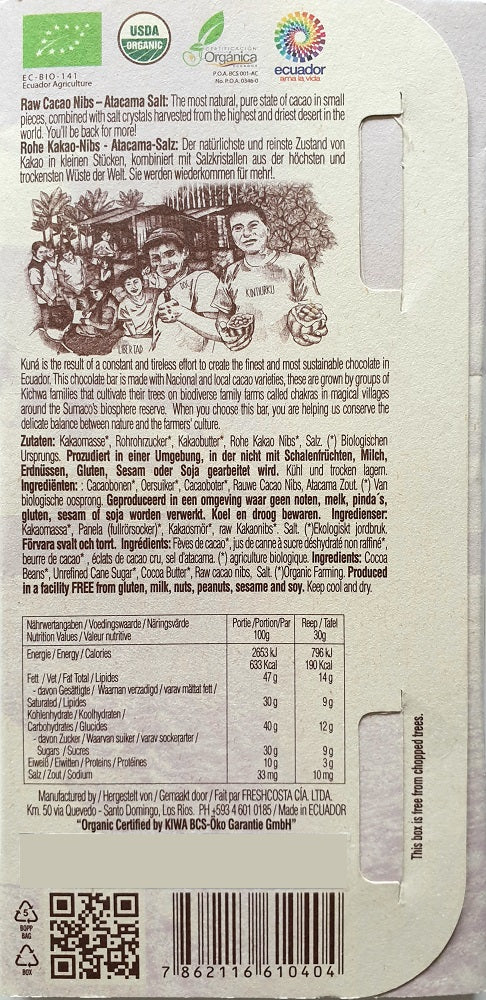 USDA
ORGANIC
CERTIFICACIÓN
Orgánica
ECUADOR
P.O.A.-BCS 001-AC
No. P.O.A. 0346-0
ecuador
ama la vida
EC-BIO-141
Ecuador Agriculture
Raw Cacao Nibs – Atacama Salt: The most natural, pure state of cacao in small
pieces, combined with salt crystals harvested from the highest and driest desert in the
world. You'll be back for more!
Rohe Kakao-Nibs - Atacama-Salz: Der natürlichste und reinste Zustand von
Kakao in kleinen Stücken, kombiniert mit Salzkristallen aus der höchsten und
trockensten Wüste der Welt. Sie werden wiederkommen für mehr!.
KINTIURKU
LIBERTAD
Kuná is the result of a constant and tireless effort to create the finest and most sustainable chocolate in
Ecuador. This chocolate bar is made with Nacional and local cacao varieties, these are grown by groups of
Kichwa families that cultivate their trees on biodiverse family farms called chakras in magical villages
around the Sumaco's biosphere reserve. When you choose this bar, you are helping us conserve the
delicate balance between nature and the farmers' culture.
Zutaten: Kakaomasse*, Rohrohrzucker*, Kakaobutter*, Rohe Kakao Nibs*, Salz. (*) Biologischen
Ursprungs. Prozudiert in einer Umgebung, in der nicht mit Schalenfrüchten, Milch,
Erdnüssen, Gluten, Sesam oder Soja gearbeitet wird. Kühl und trocken lagern.
Ingrediënten: : Cacaobonen*, Oersuiker*, Cacaoboter*, Rauwe Cacao Nibs, Atacama Zout. (*) Van
biologische oosprong. Geproduceerd in een omgeving waar geen noten, melk, pinda´s,
gluten, sesam of soja worden verwerkt. Koel en droog bewaren. Ingredienser:
Kakaomassa*, Panela (fullrörsocker)*, Kakaosmör*, raw Kakaonibs*. Salt. (*)Ekologiskt jordbruk.
Förvara svalt och torrt. Ingrédients: Fèves de cacao*, jus de canne à sucre déshydraté non raffiné*,
beurre de cacao* , éclats de cacao cru, sel d'atacama. (*) agriculture biologique. Ingredients: Cocoa
Beans*, Unrefined Cane Sugar*, Cocoa Butter*, Raw cacao nibs, Salt. (*)Organic Farming. Produced
in a facility FREE from gluten, milk, nuts, peanuts, sesame and soy. Keep cool and dry.
Nährwertangaben / Voedingswaarde / Näringsvärde Portie /Portion/Par Reep / Tafel
Nutrition Values / Valeur nutritive 100g 30g
Energie / Energy / Calories 2653 kJ 796 kJ
633 Kcal 190 Kcal
Fett / Vet / Fat Total / Lipides 47 g 14 g
- davon Gesättigte / Waarnan verzadigd / varav mättat fett /
Saturated / Lipides 30 g 9 g
Kohlenhydrate / Koolhydraten /
Carbohydrates / Glucides 40 g 12 g
- davon Zucker / Waarvan suiker / varav sockerarter /
Sugars / Sucres 30 g 9 g
Eiweiß / Eiwitten / Proteins / Protéines 10 g 3 g
Salz / Zout / Sodium 33 mg 10 mg
Manufactured by / Hergestelt von / Gemaakt door / Fait par FRESHCOSTA CÍA. LTDA.
Km. 50 vía Quevedo - Santo Domingo, Los Ríos. PH +593 4 601 0185 / Made in ECUADOR
"Organic Certified by KIWA BCS-Öko Garantie GmbH"
This box is free from chopped trees.
5
BOPP
BAG
BOX
7 862116 610404